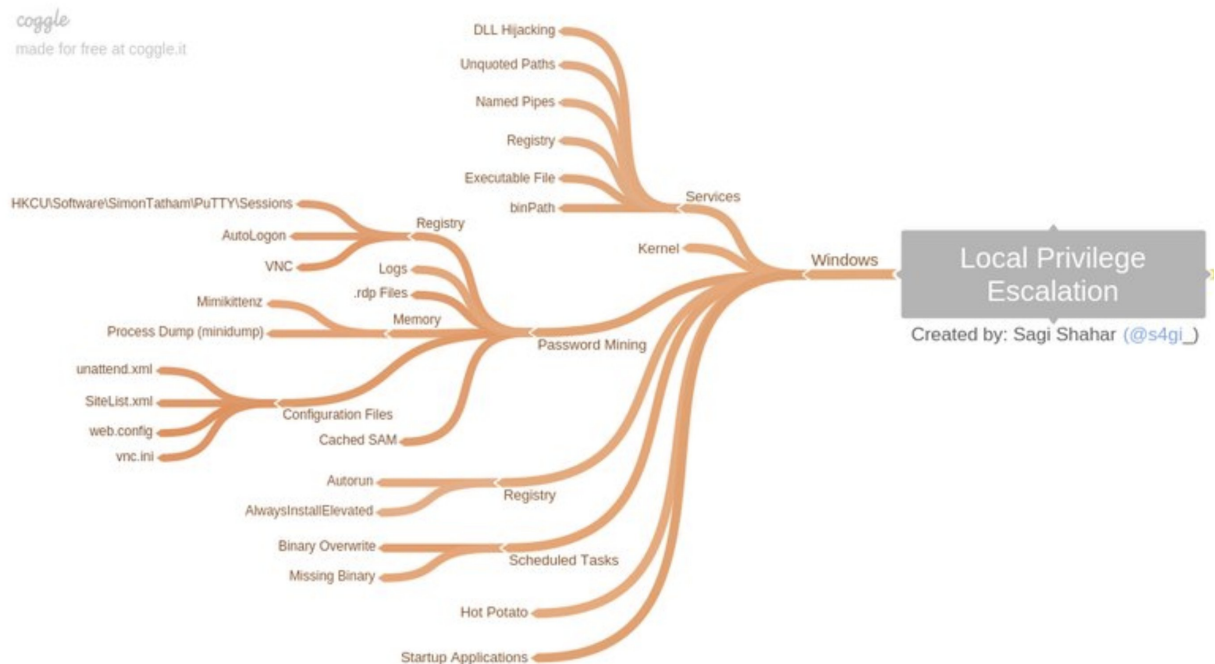 coggle
made for free at coggle.it
DLL Hijacking
Unquoted Paths
Named Pipes
Registry
Executable File
binPath
Services
Kernel
Windows
Local Privilege
Escalation
Created by: Sagi Shahar (@s4gi_)
HKCU\Software\SimonTatham\PuTTY\Sessions
AutoLogon
VNC
Registry
Logs
.rdp Files
Mimikittenz
Process Dump (minidump)
Memory
Password Mining
unattend.xml
SiteList.xml
web.config
vnc.ini
Configuration Files
Cached SAM
Autorun
AlwaysInstallElevated
Registry
Binary Overwrite
Missing Binary
Scheduled Tasks
Hot Potato
Startup Applications